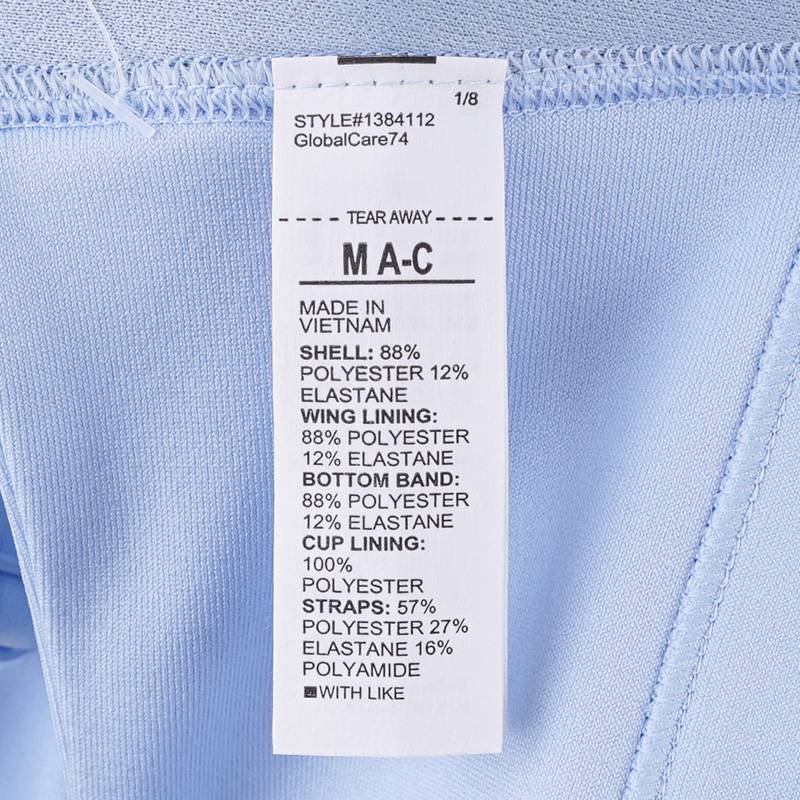 1/8
STYLE#1384112
GlobalCare74
TEAR AWAY
M A-C
MADE IN
VIETNAM
SHELL: 88%
POLYESTER 12%
ELASTANE
WING LINING:
88% POLYESTER
12% ELASTANE
BOTTOM BAND:
88% POLYESTER
12% ELASTANE
CUP LINING:
100%
POLYESTER
STRAPS: 57%
POLYESTER 27%
ELASTANE 16%
POLYAMIDE
WITH LIKE